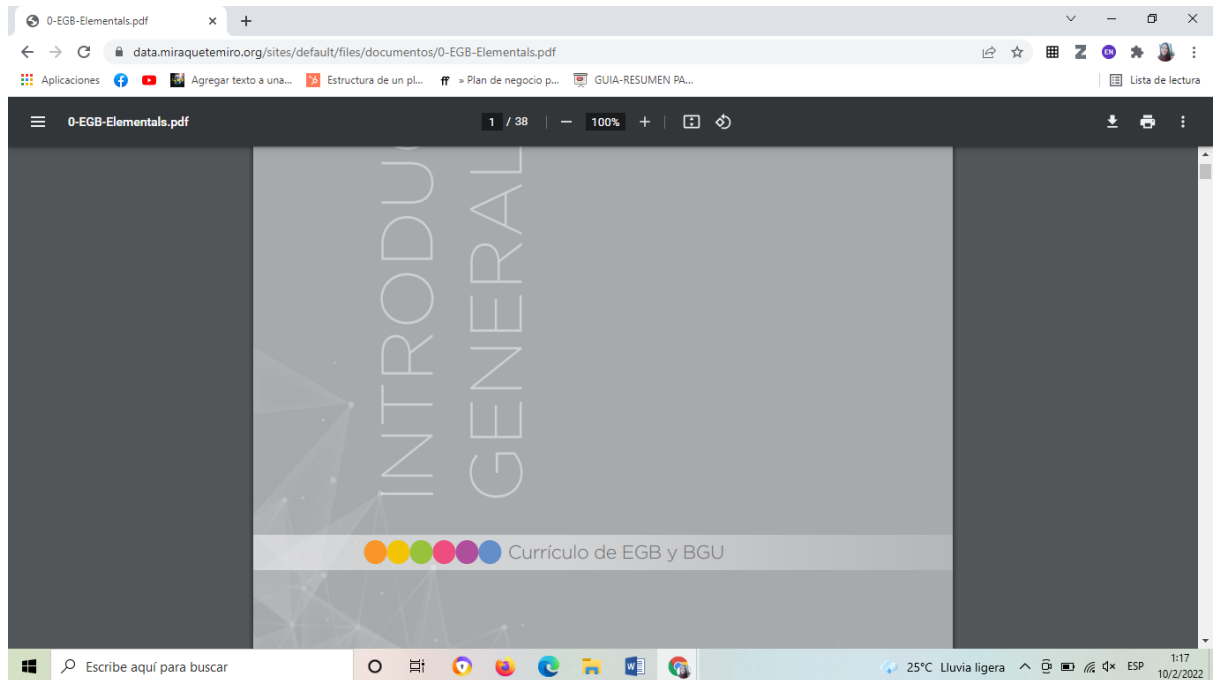 0-EGB-Elementals.pdf
data.miraquetemiro.org/sites/default/files/documentos/0-EGB-Elementals.pdf
Aplicaciones Agregar texto a una... Estructura de un pl... ff » Plan de negocio p... GUIA-RESUMEN PA... Lista de lectura
0-EGB-Elementals.pdf 1 / 38 100%
INTRODUC
GENERAL
Currículo de EGB y BGU
Escribe aquí para buscar 25°C Lluvia ligera ESP 1:17
10/2/2022